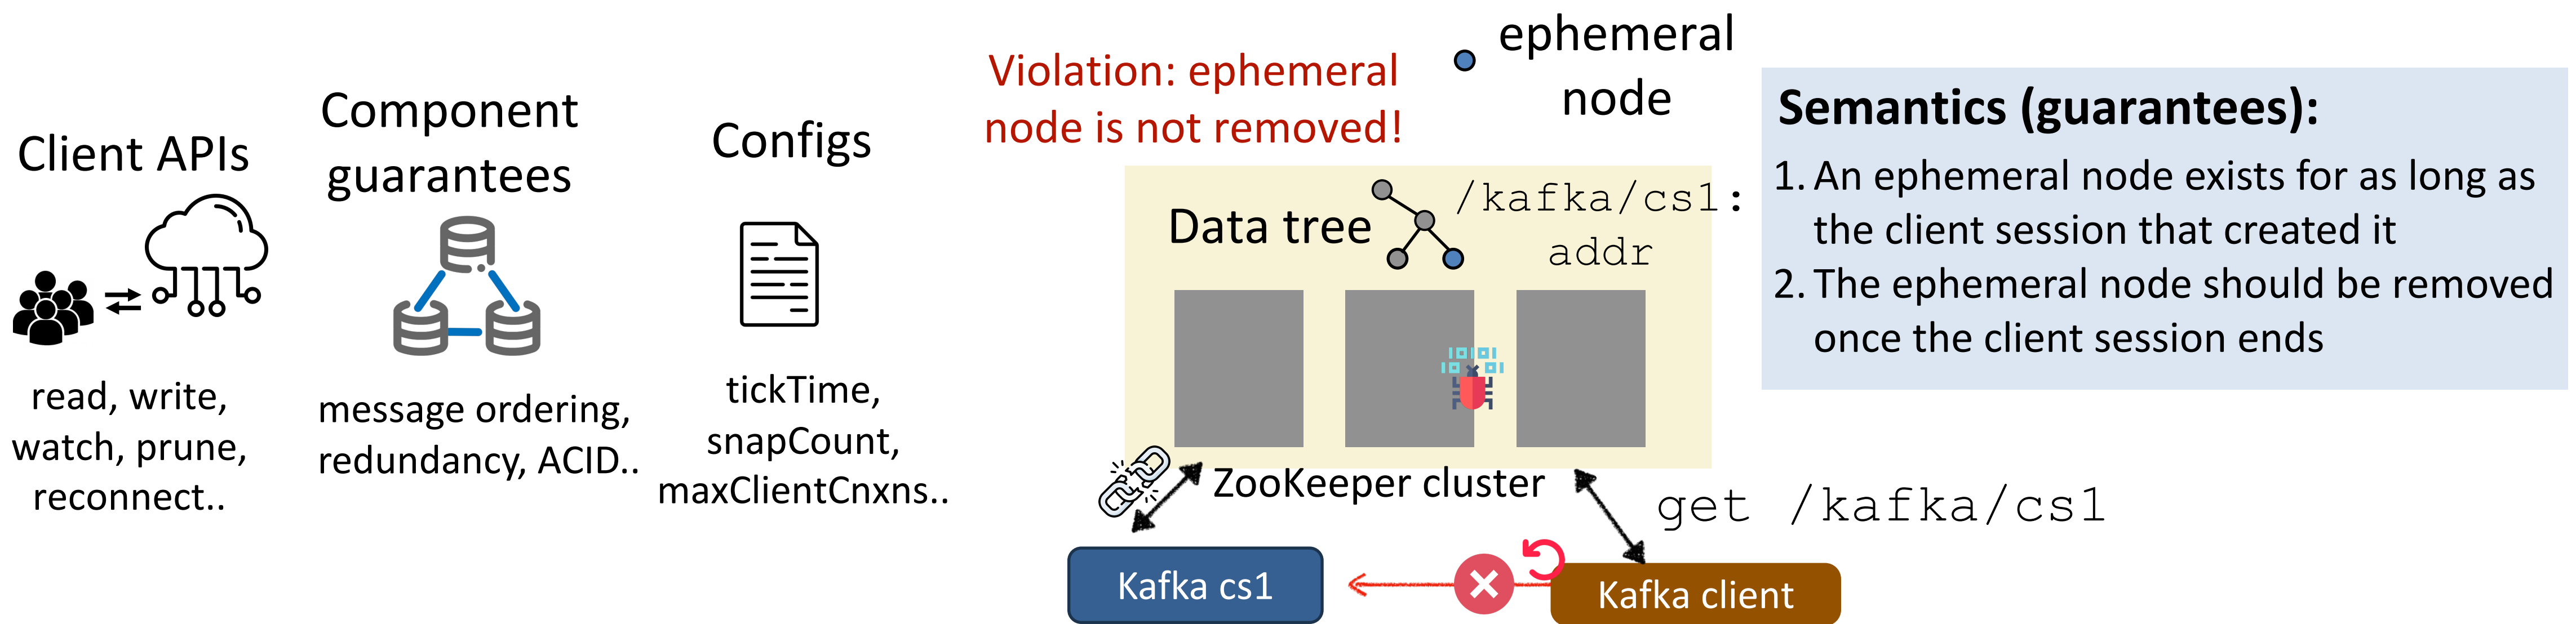 Client APIs
read, write,
watch, prune,
reconnect..
Component
guarantees
message ordering,
redundancy, ACID..
Configs
tickTime,
snapCount,
maxClientCnxns..
Violation: ephemeral
node is not removed!
ephemeral
node
Data tree
/kafka/cs1:
addr
ZooKeeper cluster
get /kafka/cs1
Kafka cs1
Kafka client
Semantics (guarantees):
1. An ephemeral node exists for as long as
the client session that created it
2. The ephemeral node should be removed
once the client session ends